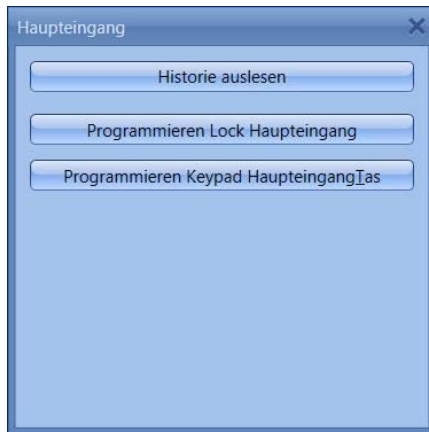 Haupteingang
Historie auslesen
Programmieren Lock Haupteingang
Programmieren Keypad HaupteingangTas